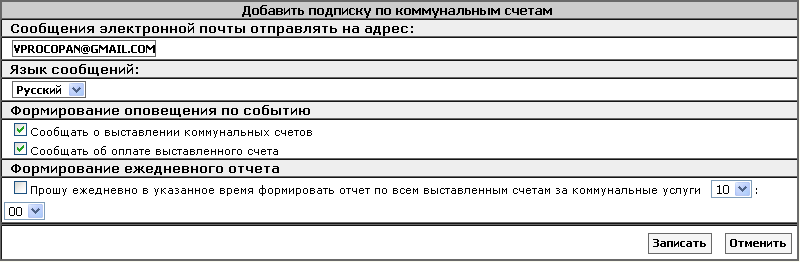 Добавить подписку по коммунальным счетам
Сообщения электронной почты отправлять на адрес:
VPROCOPAN@GMAIL.COM
Язык сообщений:
Русский
Формирование оповещения по событию
Сообщать о выставлении коммунальных счетов
Сообщать об оплате выставленного счета
Формирование ежедневного отчета
Прошу ежедневно в указанное время формировать отчет по всем выставленным счетам за коммунальные услуги 10 :
00
Записать Отменить